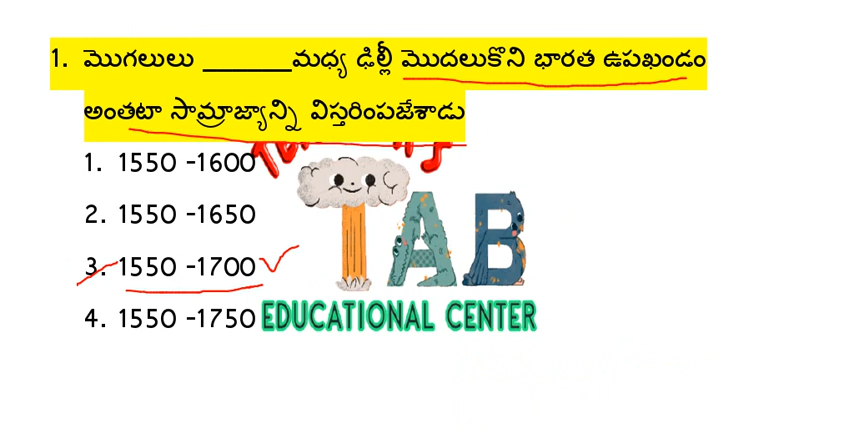 1. మొగలులు ______మధ్య ఢిల్లీ మొదలుకొని భారత ఉపఖండం
అంతటా సామ్రాజ్యాన్ని విస్తరింపజేశాడు
1. 1550 -1600
2. 1550 -1650
3. 1550 -1700
4. 1550 -1750
TAB
EDUCATIONAL CENTER